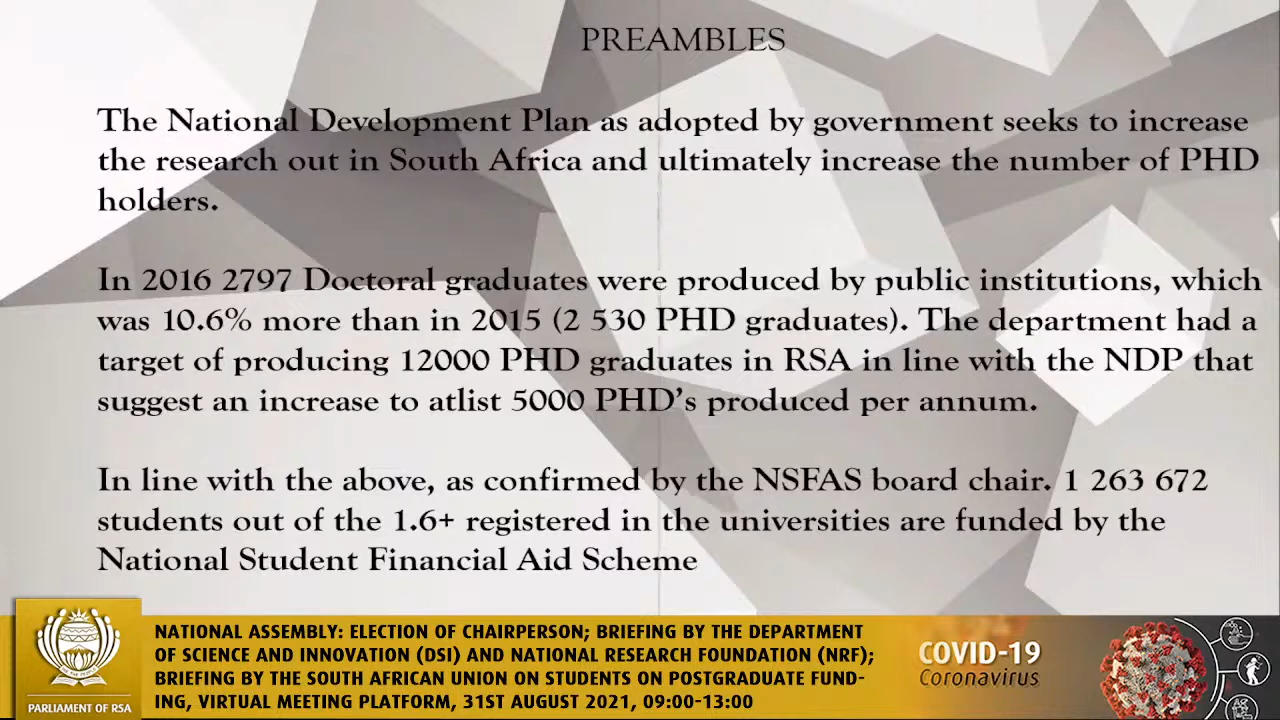 PREAMBLES
The National Development Plan as adopted by government seeks to increase
the research out in South Africa and ultimately increase the number of PHD
holders.
In 2016 2797 Doctoral graduates were produced by public institutions, which
was 10.6% more than in 2015 (2 530 PHD graduates). The department had a
target of producing 12000 PHD graduates in RSA in line with the NDP that
suggest an increase to atlist 5000 PHD's produced per annum.
In line with the above, as confirmed by the NSFAS board chair. 1 263 672
students out of the 1.6+ registered in the universities are funded by the
National Student Financial Aid Scheme
PARLIAMENT OF RSA
NATIONAL ASSEMBLY: ELECTION OF CHAIRPERSON; BRIEFING BY THE DEPARTMENT
OF SCIENCE AND INNOVATION (DSI) AND NATIONAL RESEARCH FOUNDATION (NRF);
BRIEFING BY THE SOUTH AFRICAN UNION ON STUDENTS ON POSTGRADUATE FUND-
ING, VIRTUAL MEETING PLATFORM, 31ST AUGUST 2021, 09:00-13:00
COVID-19
Coronavirus